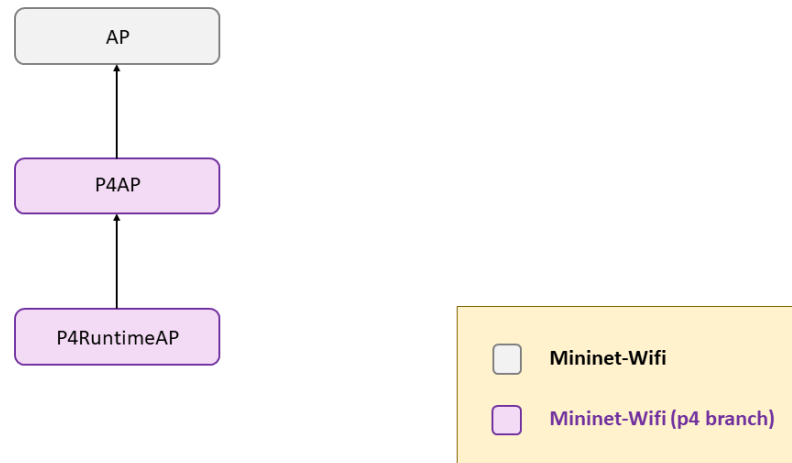 AP
P4AP
P4RuntimeAP
Mininet-Wifi
Mininet-Wifi (p4 branch)